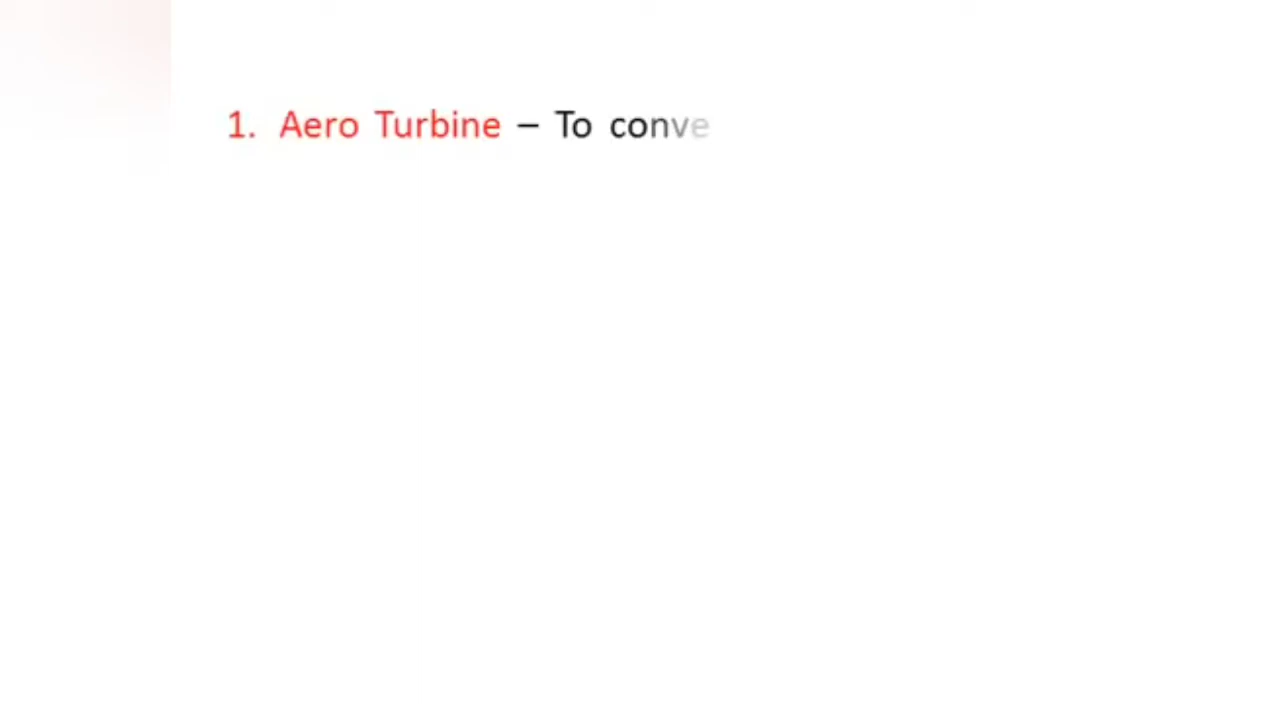 1. Aero Turbine – To conve